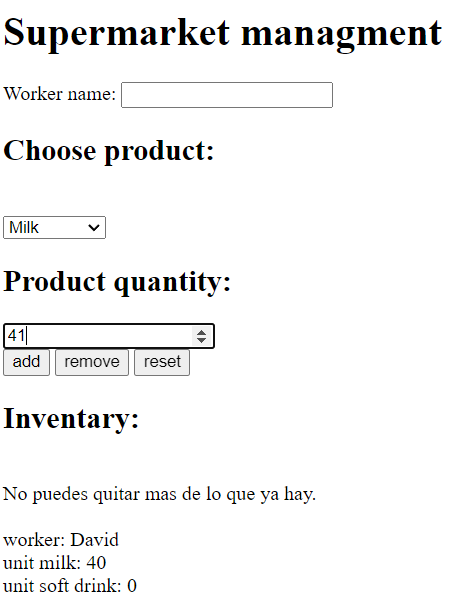 Supermarket managment
Worker name:
Choose product:
Milk
Product quantity:
41
add remove reset
Inventary:
No puedes quitar mas de lo que ya hay.
worker: David
unit milk: 40
unit soft drink: 0